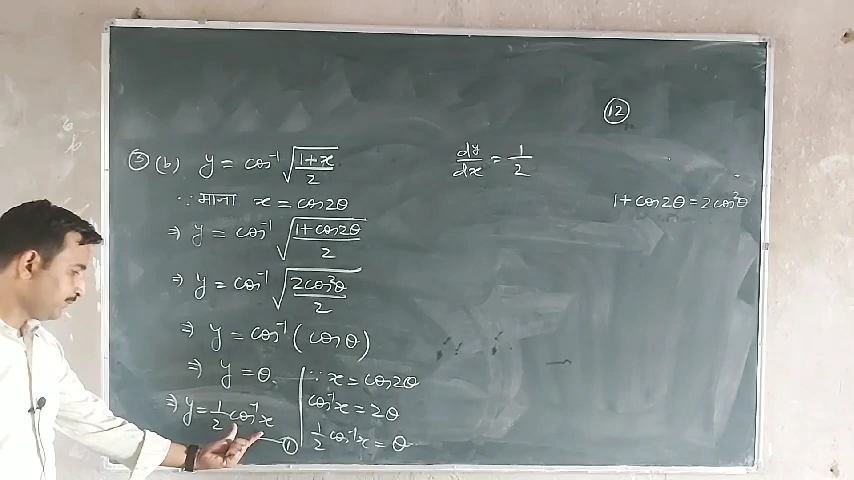 12
③ (b) y = cos⁻¹ √((1+x)/2)
∵ माना x = cos2θ
⇒ y = cos⁻¹ √((1+cos2θ)/2)
⇒ y = cos⁻¹ √((2cos²θ)/2)
⇒ y = cos⁻¹ (cosθ)
⇒ y = θ.
⇒ y = 1/2 cos⁻¹x
①
∵ x = cos2θ
cos⁻¹x = 2θ
1/2 cos⁻¹x = θ
dy/dx = 1/2
1+cos2θ = 2cos²θ